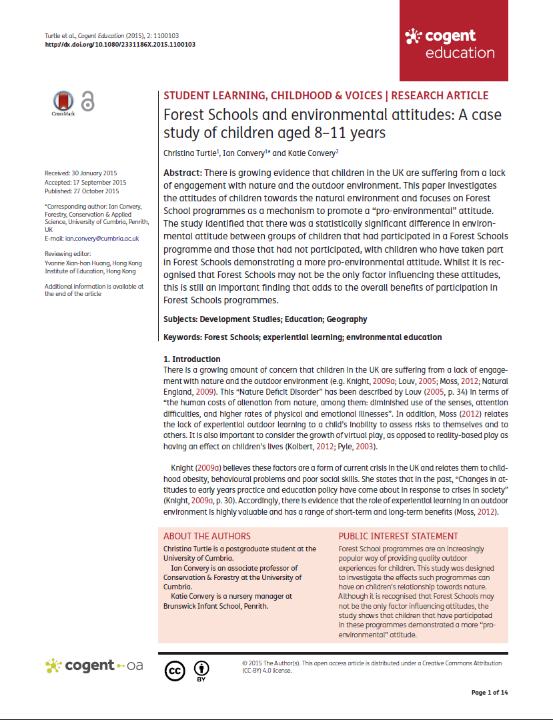 Turtle et al., Cogent Education (2015), 2: 1100103
http://dx.doi.org/10.1080/2331186X.2015.1100103
cogent
education
CrossMark
STUDENT LEARNING, CHILDHOOD & VOICES | RESEARCH ARTICLE
Forest Schools and environmental attitudes: A case
study of children aged 8–11 years
Christina Turtle¹, Ian Convery¹* and Katie Convery²
Received: 30 January 2015
Accepted: 17 September 2015
Published: 27 October 2015
*Corresponding author: Ian Convery,
Forestry, Conservation & Applied
Science, University of Cumbria, Penrith,
UK
E-mail: ian.convery@cumbria.ac.uk
Reviewing editor:
Yvonne Xian-han Huang, Hong Kong
Institute of Education, Hong Kong
Additional information is available at
the end of the article
Abstract: There is growing evidence that children in the UK are suffering from a lack
of engagement with nature and the outdoor environment. This paper investigates
the attitudes of children towards the natural environment and focuses on Forest
School programmes as a mechanism to promote a “pro-environmental” attitude.
The study identified that there was a statistically significant difference in environ-
mental attitude between groups of children that had participated in a Forest Schools
programme and those that had not participated, with children who have taken part
in Forest Schools demonstrating a more pro-environmental attitude. Whilst it is rec-
ognised that Forest Schools may not be the only factor influencing these attitudes,
this is still an important finding that adds to the overall benefits of participation in
Forest Schools programmes.
Subjects: Development Studies; Education; Geography
Keywords: Forest Schools; experiential learning; environmental education
1. Introduction
There is a growing amount of concern that children in the UK are suffering from a lack of engage-
ment with nature and the outdoor environment (e.g. Knight, 2009a; Louv, 2005; Moss, 2012; Natural
England, 2009). This “Nature Deficit Disorder” has been described by Louv (2005, p. 34) in terms of
“the human costs of alienation from nature, among them: diminished use of the senses, attention
difficulties, and higher rates of physical and emotional illnesses”. In addition, Moss (2012) relates
the lack of experiential outdoor learning to a child’s inability to assess risks to themselves and to
others. It is also important to consider the growth of virtual play, as opposed to reality-based play as
having an effect on children’s lives (Kolbert, 2012; Pyle, 2003).
Knight (2009a) believes these factors are a form of current crisis in the UK and relates them to child-
hood obesity, behavioural problems and poor social skills. She states that in the past, “Changes in at-
titudes to early years practice and education policy have come about in response to crises in society”
(Knight, 2009a, p. 30). Accordingly, there is evidence that the role of experiential learning in an outdoor
environment is highly valuable and has a range of short-term and long-term benefits (Moss, 2012).
ABOUT THE AUTHORS
Christina Turtle is a postgraduate student at the
University of Cumbria.
Ian Convery is an associate professor of
Conservation & Forestry at the University of
Cumbria.
Katie Convery is a nursery manager at
Brunswick Infant School, Penrith.
PUBLIC INTEREST STATEMENT
Forest School programmes are an increasingly
popular way of providing quality outdoor
experiences for children. This study was designed
to investigate the effects such programmes can
have on children’s relationship towards nature.
Although it is recognised that Forest Schools may
not be the only factor influencing attitudes, the
study shows that children that have participated
in these programmes demonstrated a more “pro-
environmental” attitude.
cogent oa
cc
BY
© 2015 The Author(s). This open access article is distributed under a Creative Commons Attribution
(CC-BY) 4.0 license.
Page 1 of 14